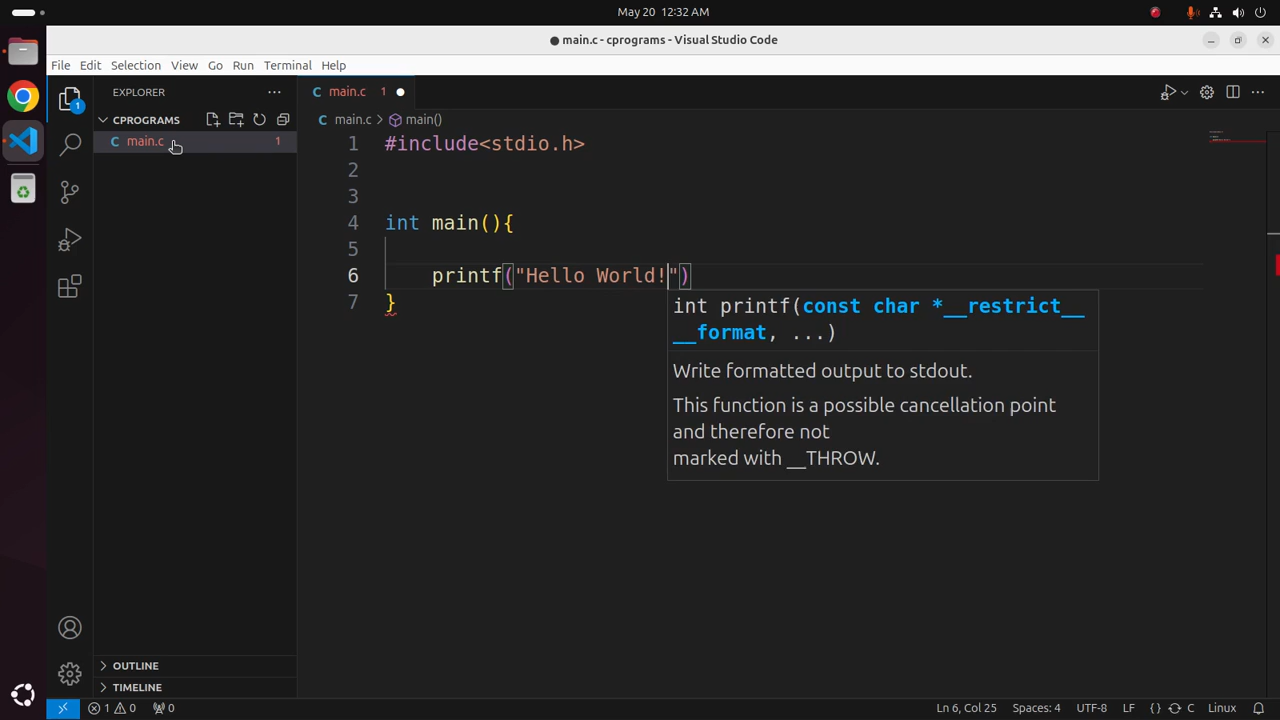 May 20 12:32 AM
● main.c - cprograms - Visual Studio Code
File Edit Selection View Go Run Terminal Help
EXPLORER
C main.c 1
CPROGRAMS
C main.c > main()
C main.c 1
1 #include<stdio.h>
2
3
4 int main(){
5
6 printf("Hello World!")
7 }
int printf(const char *__restrict__
__format, ...)
Write formatted output to stdout.
This function is a possible cancellation point
and therefore not
marked with __THROW.
1
OUTLINE
TIMELINE
1 0 0
Ln 6, Col 25 Spaces: 4 UTF-8 LF {} C Linux